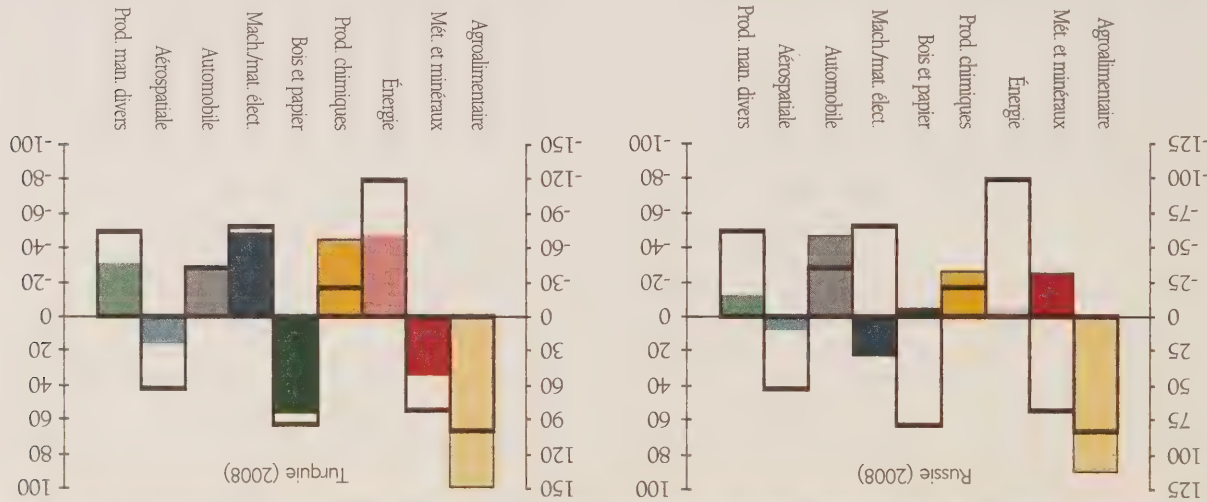 Russie (2008)
125 100
100 80
75 60
50 40
25 20
0 0
-25 -20
-50 -40
-75 -60
-100 -80
-125 -100
Agroalimentaire
Mét. et minéraux
Énergie
Prod. chimiques
Bois et papier
Mach./mat. élect.
Automobile
Aérospatiale
Prod. man. divers
Turquie (2008)
150 100
120 80
90 60
60 40
30 20
0 0
-30 -20
-60 -40
-90 -60
-120 -80
-150 -100
Agroalimentaire
Mét. et minéraux
Énergie
Prod. chimiques
Bois et papier
Mach./mat. élect.
Automobile
Aérospatiale
Prod. man. divers